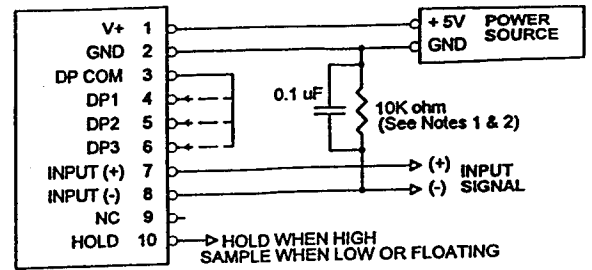 V+ 1
GND 2
DP COM 3
DP1 4
DP2 5
DP3 6
INPUT (+) 7
INPUT (-) 8
NC 9
HOLD 10
+ 5V
GND
POWER
SOURCE
0.1 uF
10K ohm
(See Notes 1 & 2)
(+)
(-)
INPUT
SIGNAL
HOLD WHEN HIGH
SAMPLE WHEN LOW OR FLOATING